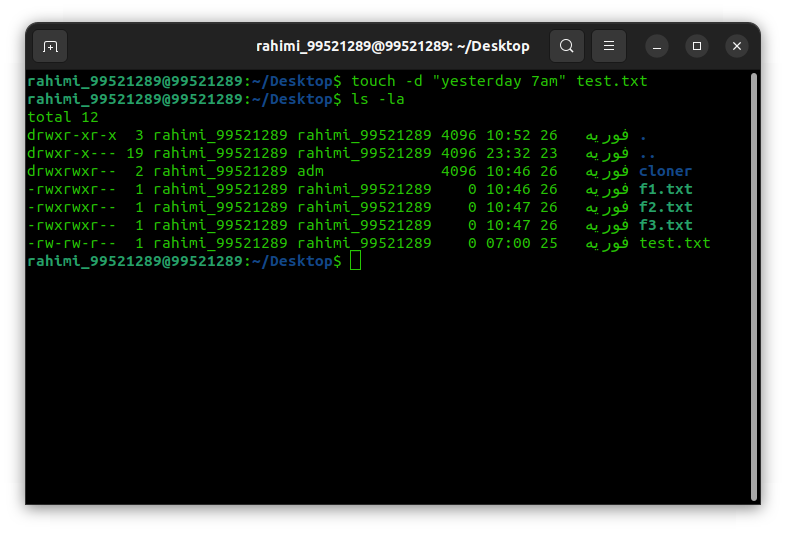 rahimi_99521289@99521289: ~/Desktop
rahimi_99521289@99521289:~/Desktop$ touch -d "yesterday 7am" test.txt
rahimi_99521289@99521289:~/Desktop$ ls -la
total 12
drwxr-xr-x  3 rahimi_99521289 rahimi_99521289 4096 10:52 26   فوریه .
drwxr-x--- 19 rahimi_99521289 rahimi_99521289 4096 23:32 23   فوریه ..
drwxrwxr--  2 rahimi_99521289 adm             4096 10:46 26   فوریه cloner
-rwxrwxr--  1 rahimi_99521289 rahimi_99521289    0 10:46 26   فوریه f1.txt
-rwxrwxr--  1 rahimi_99521289 rahimi_99521289    0 10:47 26   فوریه f2.txt
-rwxrwxr--  1 rahimi_99521289 rahimi_99521289    0 10:47 26   فوریه f3.txt
-rw-rw-r--  1 rahimi_99521289 rahimi_99521289    0 07:00 25   فوریه test.txt
rahimi_99521289@99521289:~/Desktop$